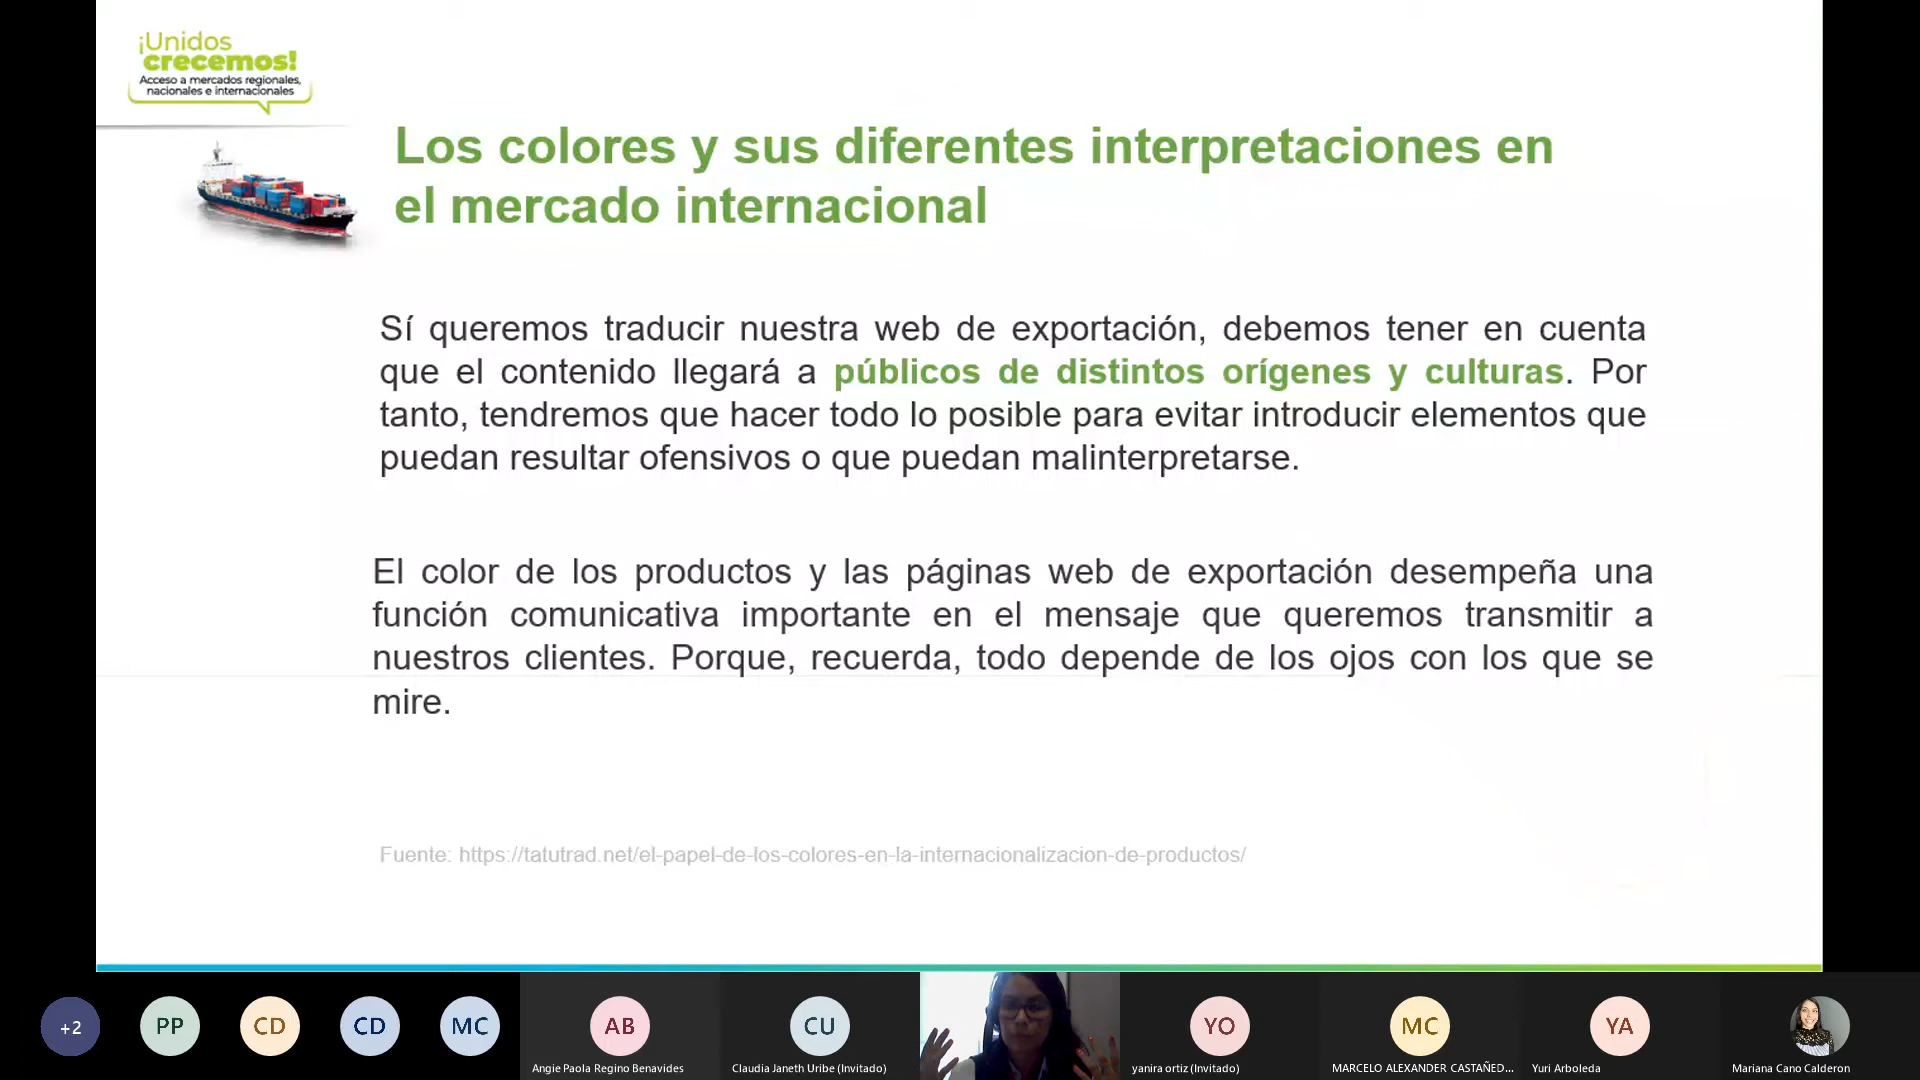 ¡Unidos
crecemos!
Acceso a mercados regionales,
nacionales e internacionales
Los colores y sus diferentes interpretaciones en
el mercado internacional
Sí queremos traducir nuestra web de exportación, debemos tener en cuenta
que el contenido llegará a públicos de distintos orígenes y culturas. Por
tanto, tendremos que hacer todo lo posible para evitar introducir elementos que
puedan resultar ofensivos o que puedan malinterpretarse.
El color de los productos y las páginas web de exportación desempeña una
función comunicativa importante en el mensaje que queremos transmitir a
nuestros clientes. Porque, recuerda, todo depende de los ojos con los que se
mire.
Fuente: https://tatutrad.net/el-papel-de-los-colores-en-la-internacionalizacion-de-productos/
+2
PP
CD
CD
MC
AB
Angie Paola Regino Benavides
CU
Claudia Janeth Uribe (Invitado)
YO
yanira ortiz (Invitado)
MC
MARCELO ALEXANDER CASTAÑED...
YA
Yuri Arboleda
Mariana Cano Calderon